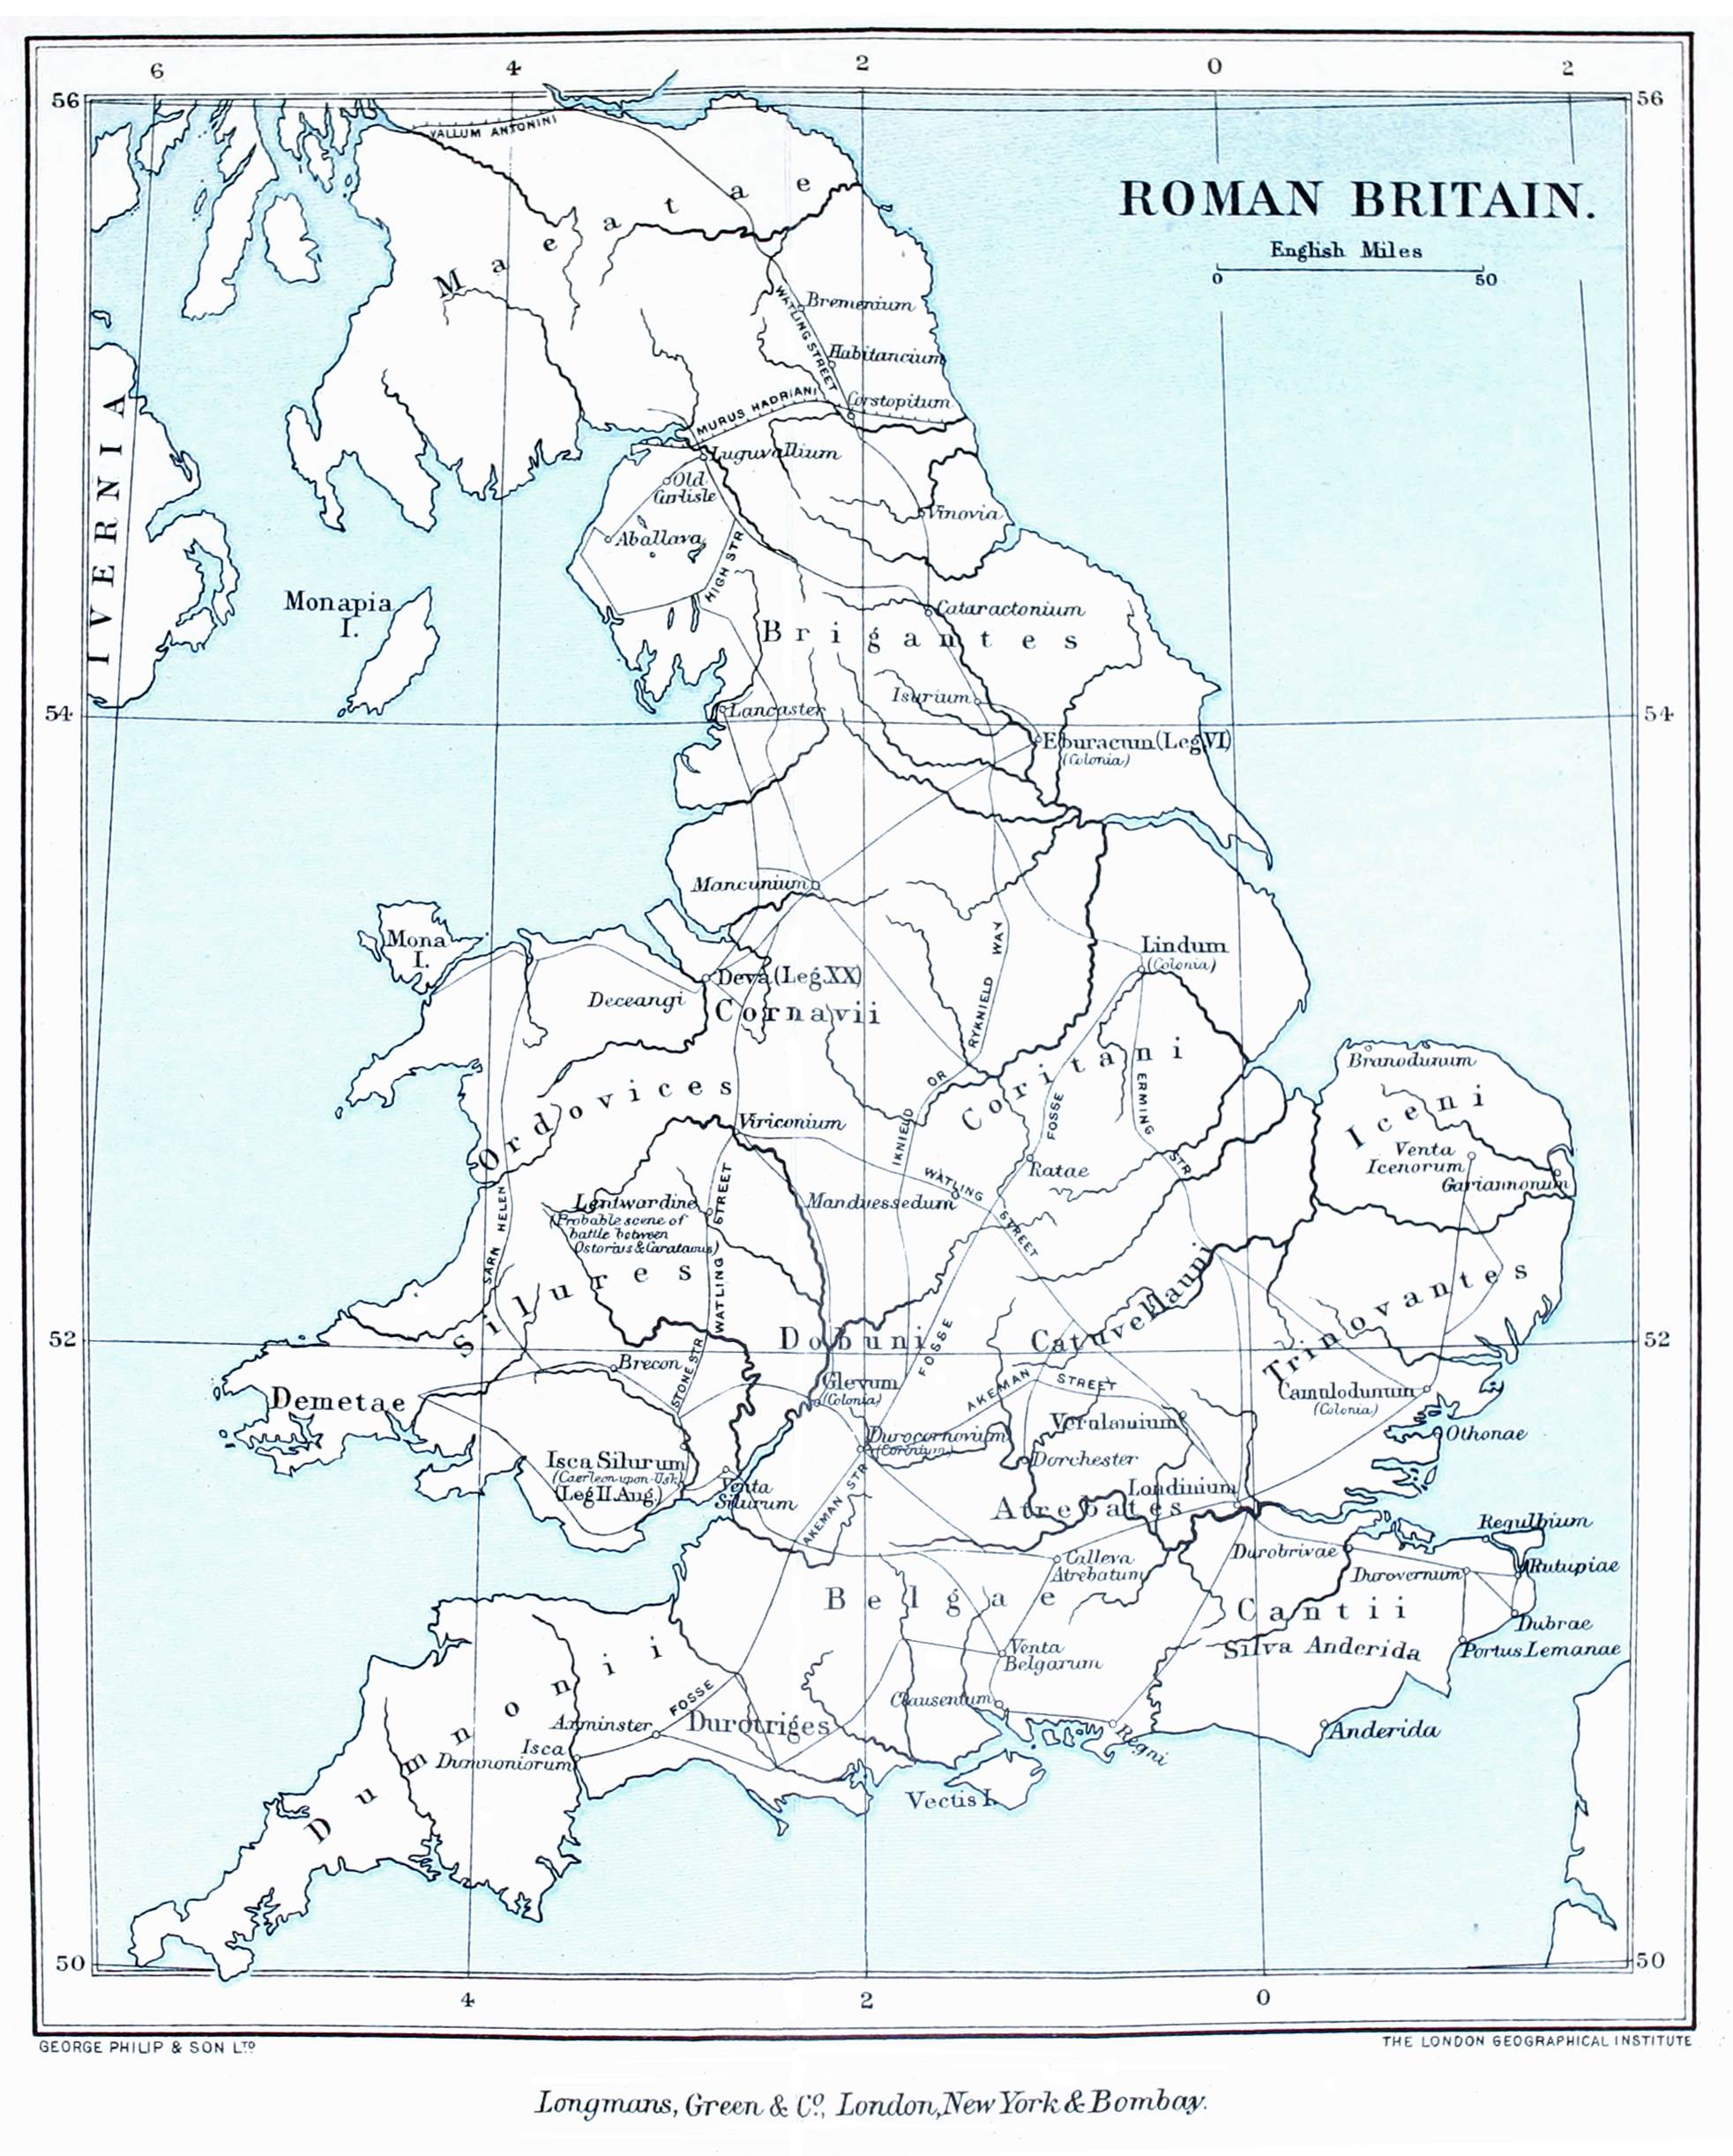 6 4 2 0 2
56 56
VALLUM ANTONINI
ROMAN BRITAIN.
English Miles
0 50
Maeatae
Bremenium
WATLING STREET
Habitancium
IVERNIA
MURUS HADRIANI
Corstopitum
Luguvallium
Old
Carlisle
Vinovia
Aballava
HIGH STR
Monapia
I.
Cataractonium
Brigantes
Isurium
54 54
Lancaster
Eburacum (Leg.VI)
(Colonia)
Mancunium
Mona
I.
RYKNIELD WAY
Lindum
(Colonia)
Deva (Leg.XX)
Deceangi
Cornavii
Coritani
OR
IKNIELD
ERMING STR
Branodunum
Iceni
Ordovices
Viriconium
FOSSE
Venta
Icenorum
Gariannonum
Ratae
WATLING STREET
Manduessedum
SARN HELEN
Lentwardine
(Probable scene of
battle between
Ostorius & Caratacus)
WATLING STREET
Silures
Catuvellauni
Trinovantes
52 52
Dobuni
FOSSE
Brecon
STONE STR
Demetae
Glevum
(Colonia)
AKEMAN STREET
Camulodunum
(Colonia)
Verulamium
Durocornovium
(Corinium)
Othonae
Isca Silurum
(Caerleon-upon-Usk)
(Leg II.Aug.)
Dorchester
Venta
Silurum
Londinium
Atrebates
AKEMAN STR
Regulbium
Calleva
Atrebatum
Durobrivae
Rutupiae
Durovernum
Belgae
Cantii
Dubrae
Silva Anderida
Portus Lemanae
Venta
Belgarum
Dumnonii
FOSSE
Clausentum
Axminster
Durotriges
Regni
Anderida
Isca
Dumnoniorum
Vectis I.
50 50
4 2 0
GEORGE PHILIP & SON LTD
THE LONDON GEOGRAPHICAL INSTITUTE
Longmans, Green & Co., London, New York & Bombay.